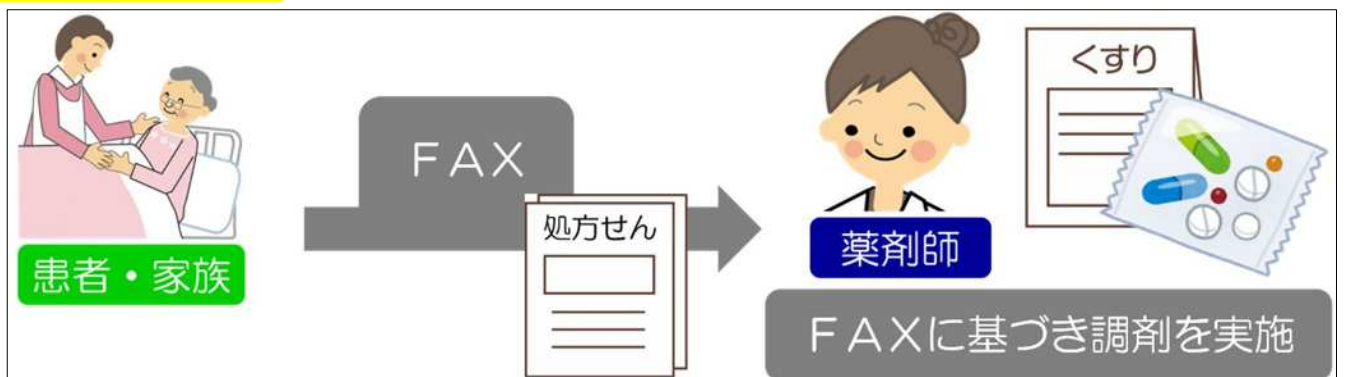 患者・家族
ＦＡＸ
処方せん
薬剤師
くすり
ＦＡＸに基づき調剤を実施